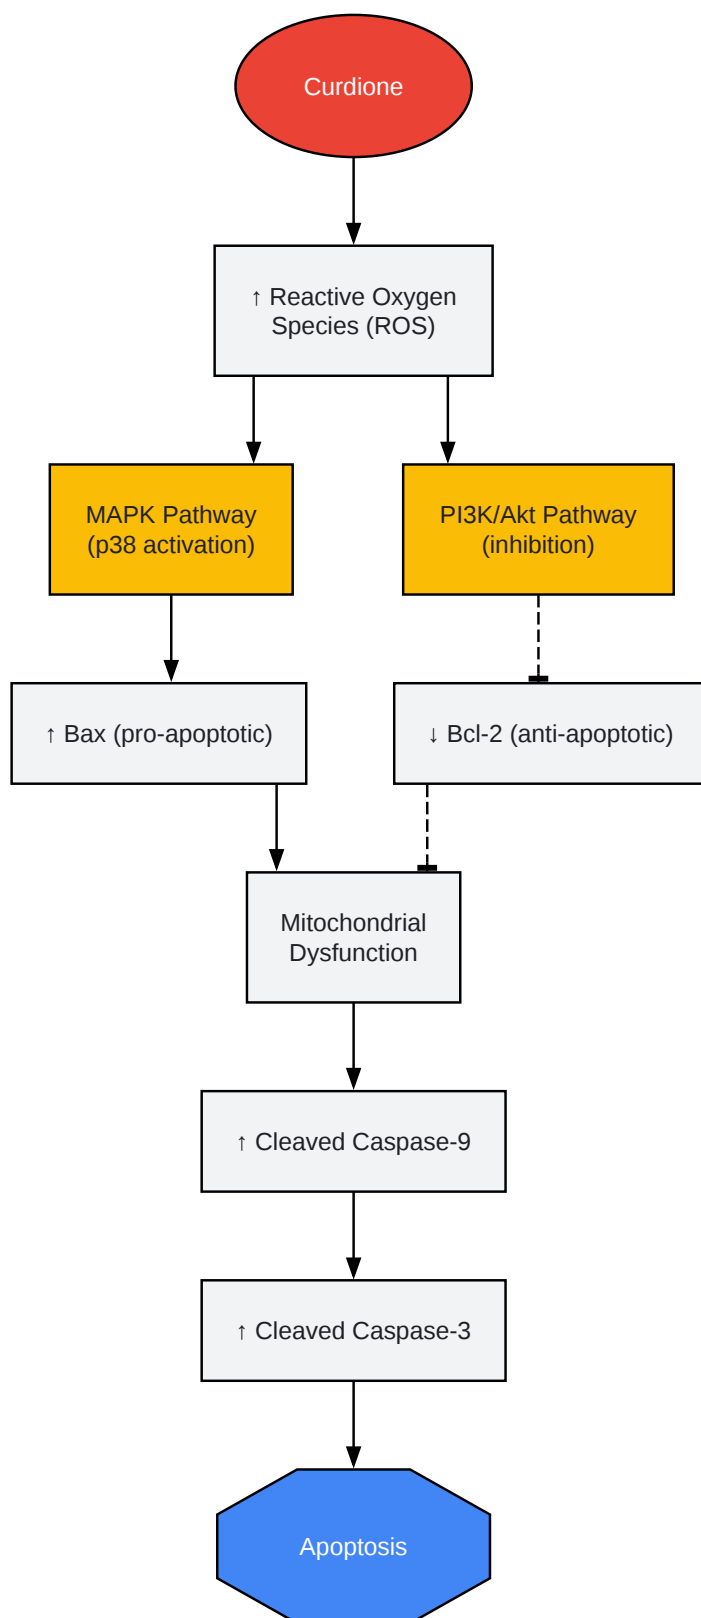 Curdione
↑ Reactive Oxygen
Species (ROS)
MAPK Pathway
(p38 activation)
PI3K/Akt Pathway
(inhibition)
↑ Bax (pro-apoptotic)
↓ Bcl-2 (anti-apoptotic)
Mitochondrial
Dysfunction
↑ Cleaved Caspase-9
↑ Cleaved Caspase-3
Apoptosis